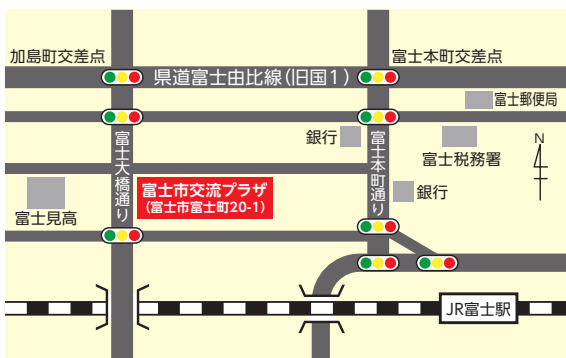 加島町交差点
富士本町交差点
県道富士由比線(旧国1)
富士郵便局
銀行
富士税務署
N
富士大橋通り
富士本町通り
富士市交流プラザ
(富士市富士町20-1)
銀行
富士見高
JR富士駅